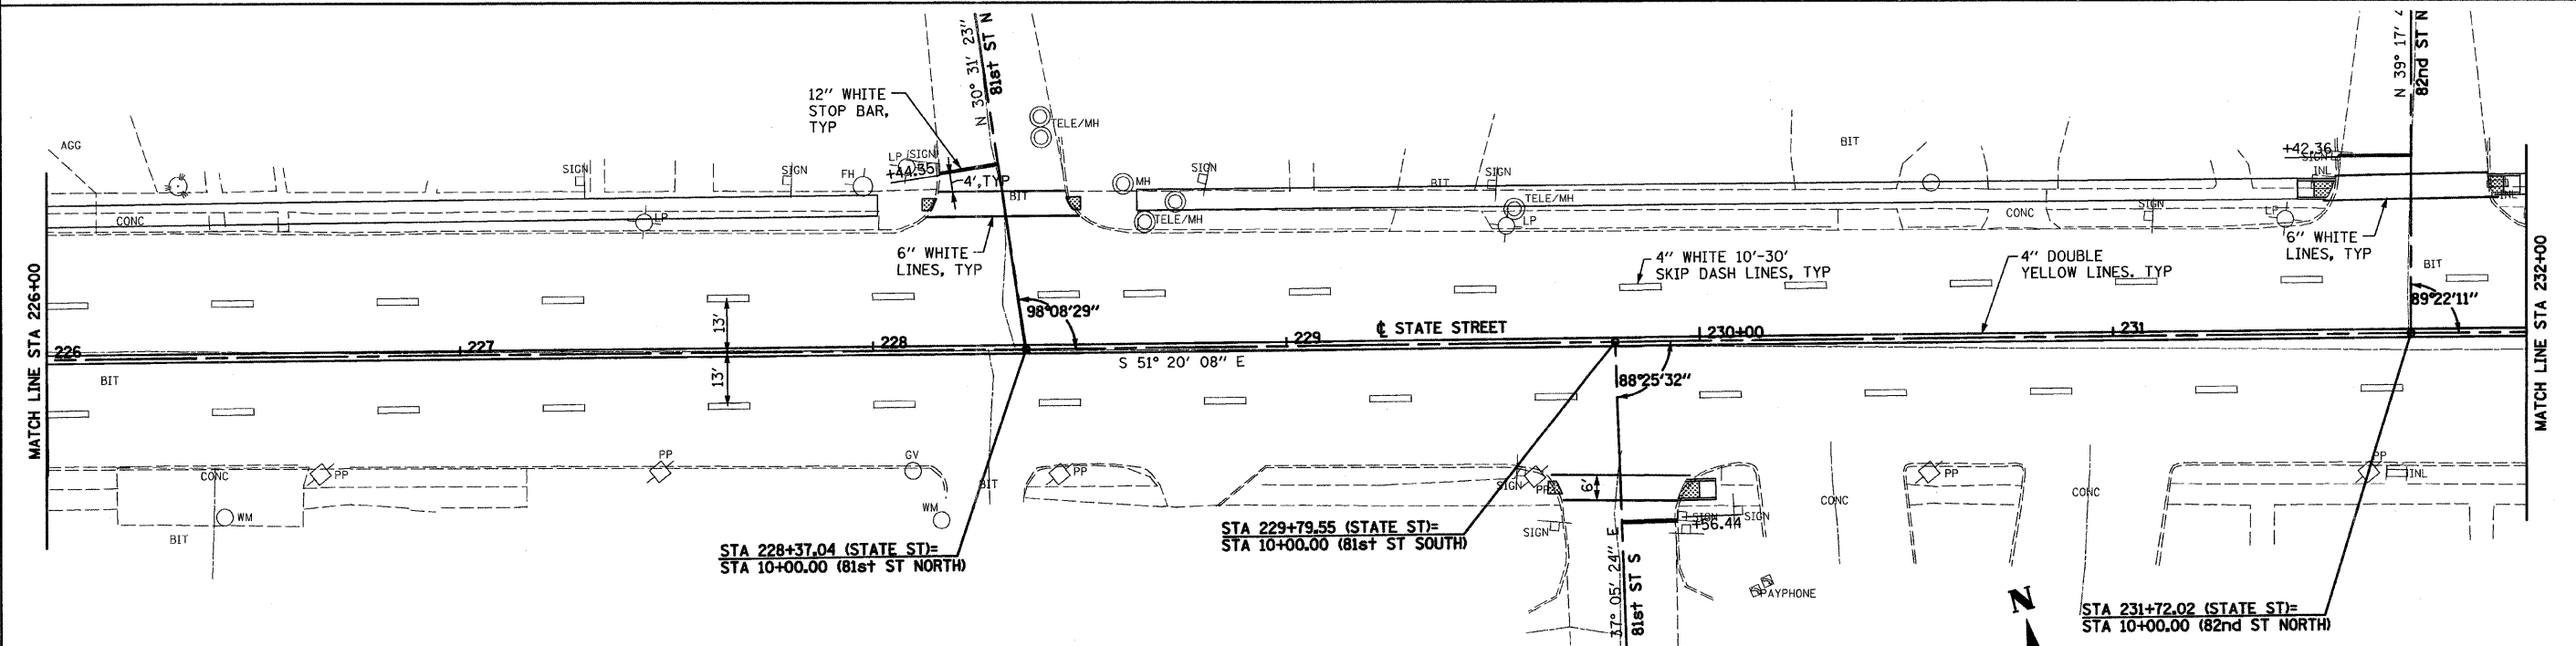 N 30° 31' 23"
81st ST N
N 39° 17'
82nd ST N
12" WHITE
STOP BAR,
TYP
TELE/MH
AGG
BIT
+42.36
SIGN
INL
SIGN
SIGN
FH
LP
SIGN
+44.55
4', TYP
BIT
MH
SIGN
BIT
SIGN
CONC
LP
TELE/MH
TELE/MH
LP
CONC
SIGN
LP
INL
6" WHITE
LINES, TYP
4" WHITE 10'-30'
SKIP DASH LINES, TYP
4" DOUBLE
YELLOW LINES. TYP
6" WHITE
LINES, TYP
BIT
MATCH LINE STA 226+00
MATCH LINE STA 232+00
13'
13'
98°08'29"
89°22'11"
226
227
228
229
℄ STATE STREET
230+00
231
S 51° 20' 08" E
BIT
88°25'32"
CONC
PP
PP
GV
PP
BIT
SIGN
PP
6'
PP
CONC
CONC
PP
INL
WM
WM
BIT
SIGN
SIGN
SIGN
+56.44
STA 228+37.04 (STATE ST)=
STA 10+00.00 (81st ST NORTH)
STA 229+79.55 (STATE ST)=
STA 10+00.00 (81st ST SOUTH)
37° 05' 24" E
81st ST S
PAYPHONE
N
STA 231+72.02 (STATE ST)=
STA 10+00.00 (82nd ST NORTH)